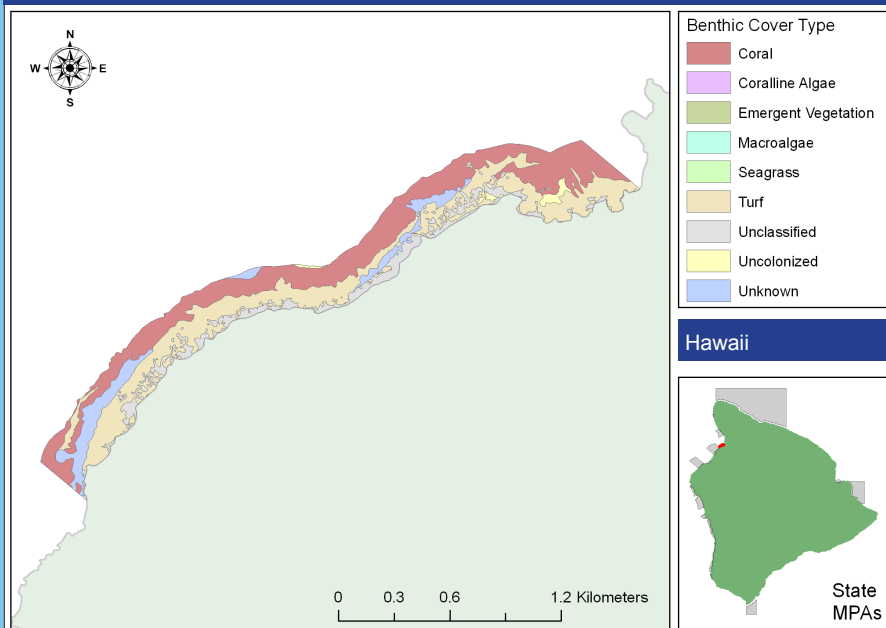 N
W E
S
0 0.3 0.6 1.2 Kilometers
Benthic Cover Type
Coral
Coralline Algae
Emergent Vegetation
Macroalgae
Seagrass
Turf
Unclassified
Uncolonized
Unknown
Hawaii
State
MPAs